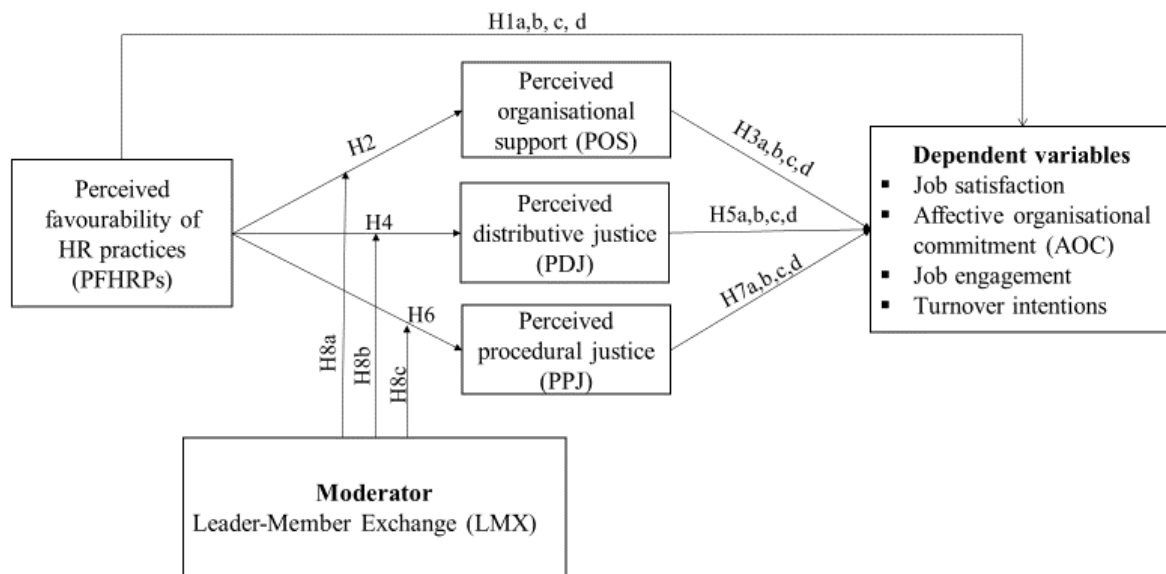 H1a,b, c, d
Perceived
organisational
support (POS)
H2
H3a,b,c,d
Perceived
favourability of
HR practices
(PFHRPs)
H4
Perceived
distributive justice
(PDJ)
H5a,b,c,d
Dependent variables
▪ Job satisfaction
▪ Affective organisational
commitment (AOC)
▪ Job engagement
▪ Turnover intentions
H6
Perceived
procedural justice
(PPJ)
H7a,b,c,d
H8a
H8b
H8c
Moderator
Leader-Member Exchange (LMX)